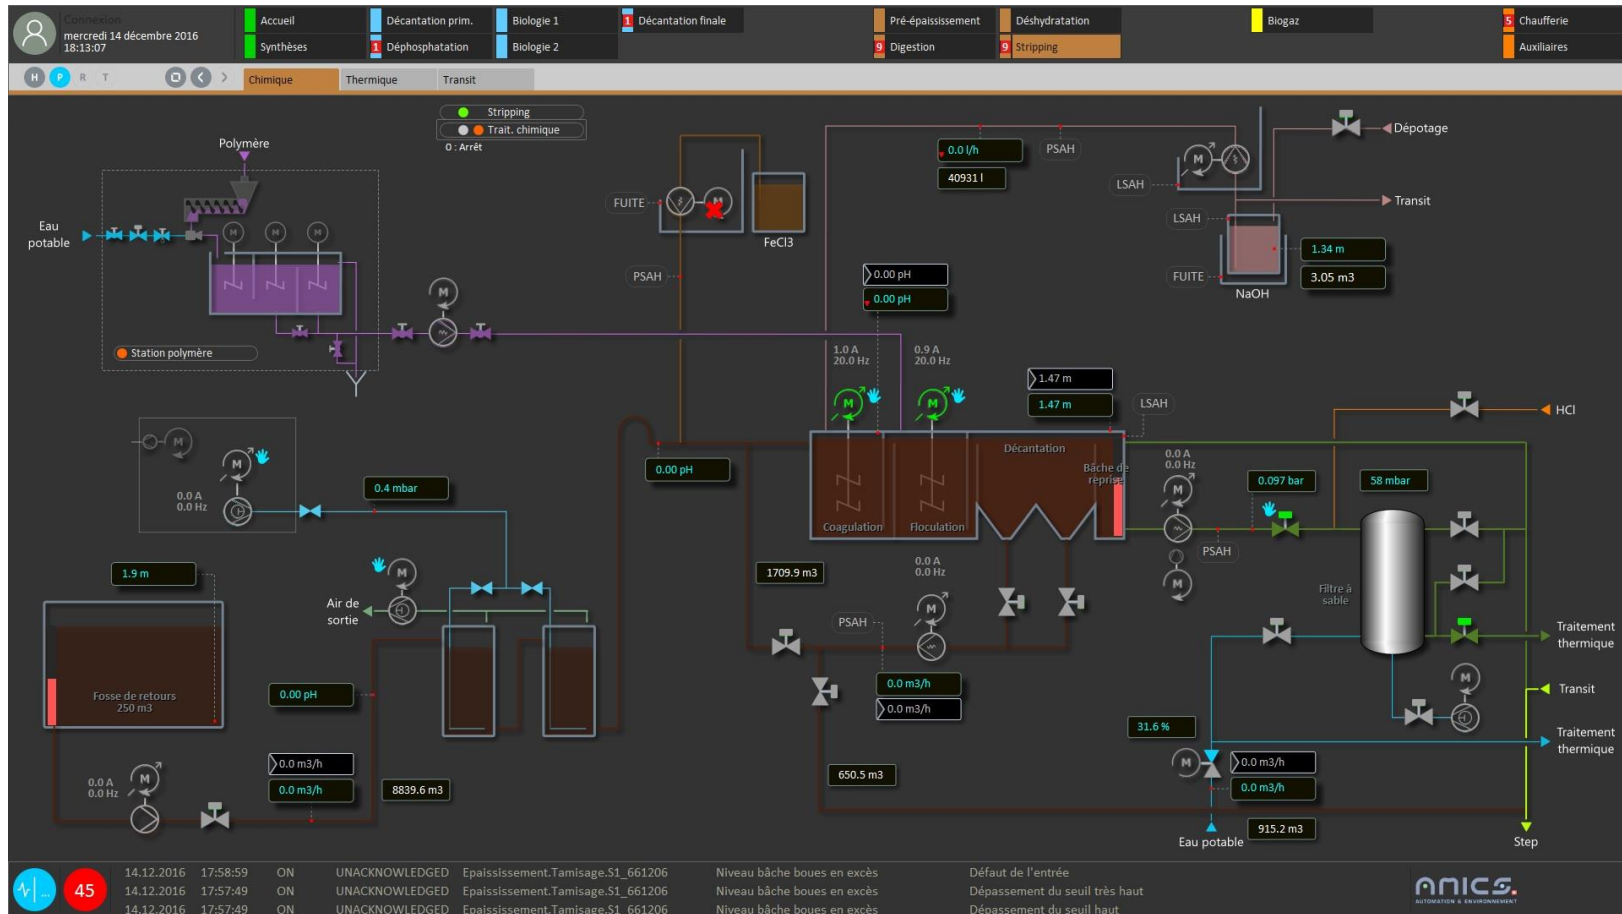 Connexion
mercredi 14 décembre 2016
18:13:07
Accueil
Décantation prim.
Biologie 1
1 Décantation finale
Pré-épaississement
Déshydratation
Biogaz
5 Chaufferie
Synthèses
1 Déphosphatation
Biologie 2
9 Digestion
9 Stripping
Auxiliaires
H P R T
Chimique
Thermique
Transit
Stripping
Trait. chimique
0 : Arrêt
Polymère
Eau
potable
Station polymère
FUITE
M
FeCl3
PSAH
0.0 l/h
40931 l
PSAH
M
LSAH
LSAH
FUITE
NaOH
Dépotage
Transit
1.34 m
3.05 m3
0.00 pH
0.00 pH
M
M
M
M
1.0 A
20.0 Hz
0.9 A
20.0 Hz
M
M
1.47 m
1.47 m
LSAH
HCl
Décantation
Bâche de
reprise
Coagulation
Floculation
0.00 pH
0.0 A
0.0 Hz
M
0.097 bar
58 mbar
PSAH
M
Filtre à
sable
M
M
0.0 A
0.0 Hz
0.4 mbar
M
Air de
sortie
1.9 m
Fosse de retours
250 m3
0.00 pH
0.0 A
0.0 Hz
M
0.0 m3/h
0.0 m3/h
8839.6 m3
1709.9 m3
0.0 A
0.0 Hz
M
PSAH
0.0 m3/h
0.0 m3/h
650.5 m3
31.6 %
M
0.0 m3/h
0.0 m3/h
915.2 m3
Eau potable
M
Traitement
thermique
Transit
Traitement
thermique
Step
45
14.12.2016 17:58:59 ON UNACKNOWLEDGED Epaississement.Tamisage.S1_661206 Niveau bâche boues en excès Défaut de l'entrée
14.12.2016 17:57:49 ON UNACKNOWLEDGED Epaississement.Tamisage.S1_661206 Niveau bâche boues en excès Dépassement du seuil très haut
14.12.2016 17:57:49 ON UNACKNOWLEDGED Epaississement.Tamisage.S1_661206 Niveau bâche boues en excès Dépassement du seuil haut
AMICS.
AUTOMATION & ENVIRONNEMENT